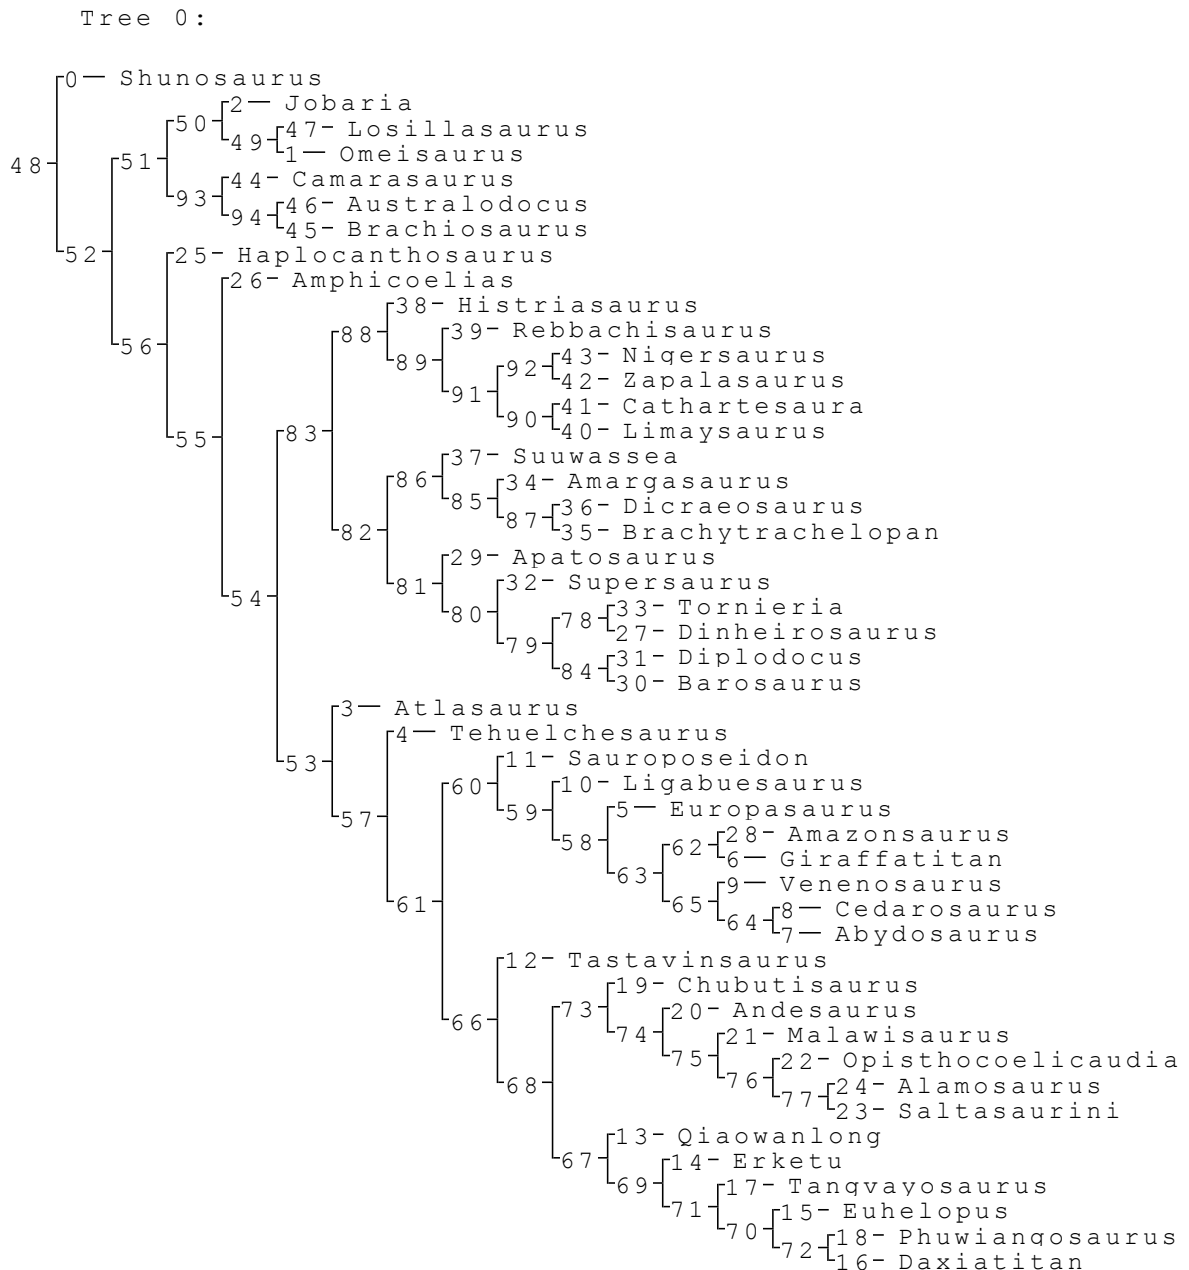 Tree 0:
0 Shunosaurus
2 Jobaria
50
47 Losillasaurus
49
1 Omeisaurus
48
51
44 Camarasaurus
93
46 Australodocus
94
45 Brachiosaurus
52
25 Haplocanthosaurus
26 Amphicoelias
38 Histriasaurus
88
39 Rebbachisaurus
56
89
43 Nigersaurus
92
42 Zapalasaurus
91
41 Cathartesaura
90
40 Limaysaurus
83
55
37 Suuwassea
86
34 Amargasaurus
85
36 Dicraeosaurus
87
35 Brachytrachelopan
82
29 Apatosaurus
81
32 Supersaurus
54
80
33 Tornieria
78
27 Dinheirosaurus
79
31 Diplodocus
84
30 Barosaurus
3 Atlasaurus
4 Tehuelchesaurus
53
11 Sauroposeidon
60
10 Ligabuesaurus
59
5 Europasaurus
57
28 Amazonsaurus
58
62
6 Giraffatitan
63
9 Venenosaurus
61
65
8 Cedarosaurus
64
7 Abydosaurus
12 Tastavinsaurus
19 Chubutisaurus
73
20 Andesaurus
66
74
21 Malawisaurus
75
22 Opisthocoelicaudia
76
68
24 Alamosaurus
77
23 Saltasaurini
13 Qiaowanlong
67
14 Erketu
69
17 Tangvayosaurus
71
15 Euhelopus
70
18 Phuwiangosaurus
72
16 Daxiatitan